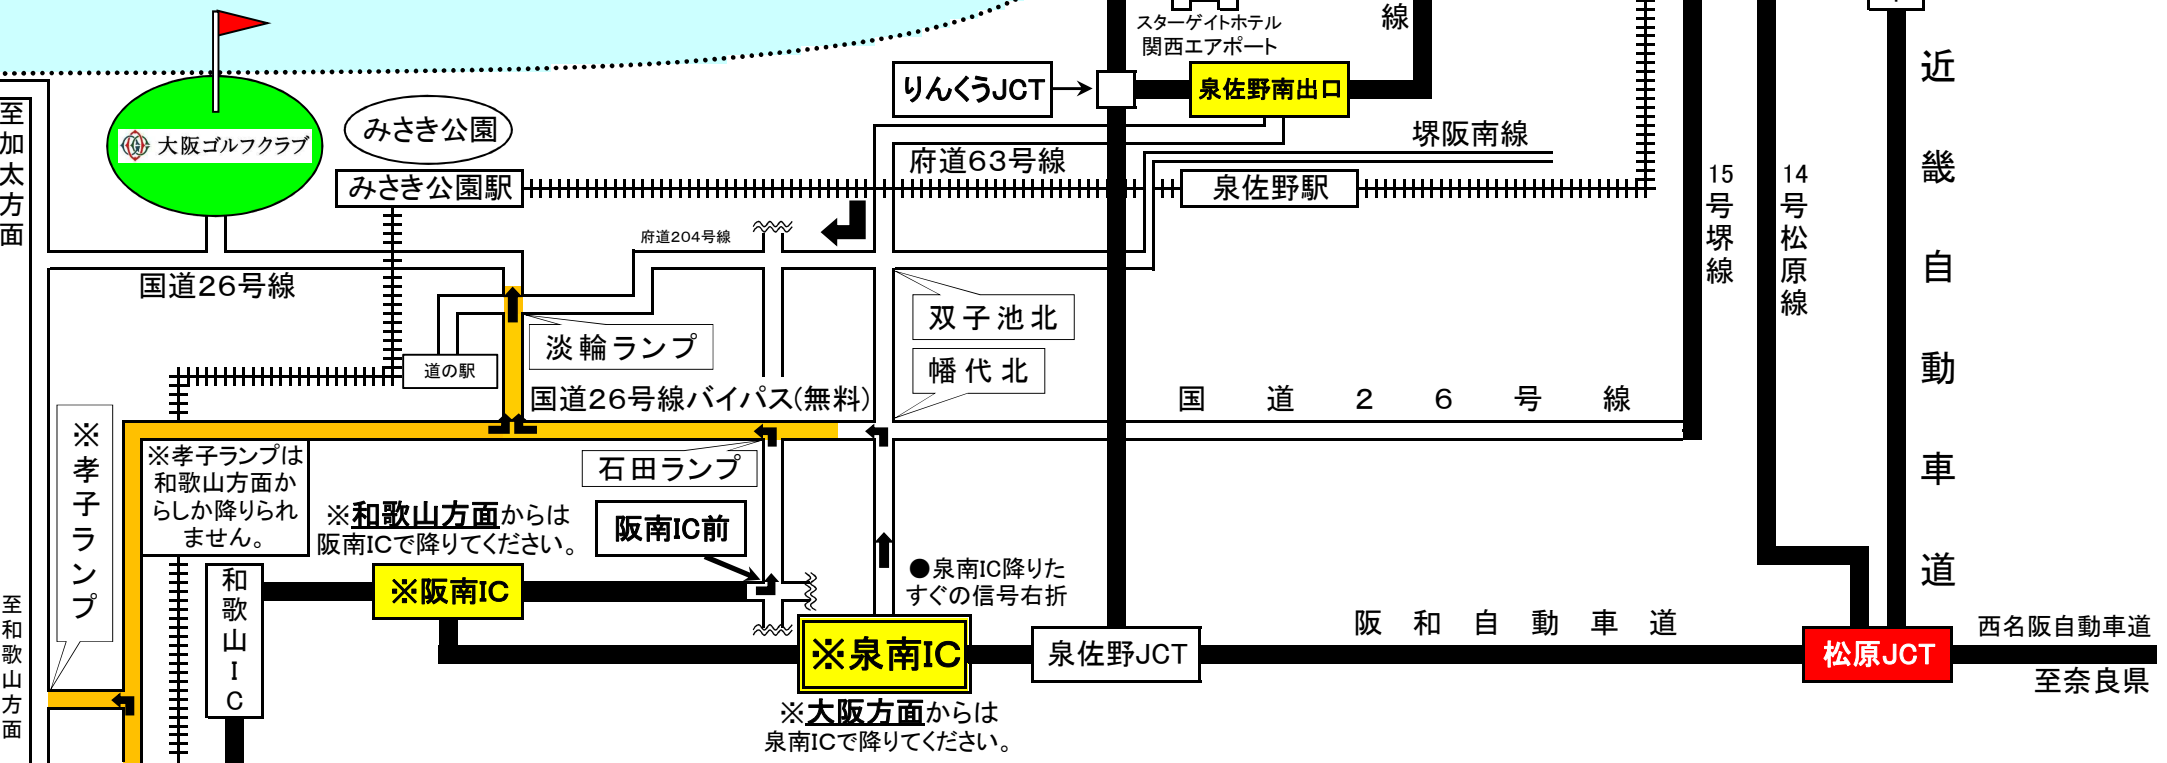 スターゲイトホテル
関西エアポート
線
近畿自動車道
りんくうJCT
泉佐野南出口
至加太方面
大阪ゴルフクラブ
みさき公園
堺阪南線
府道63号線
みさき公園駅
泉佐野駅
15号堺線
14号松原線
府道204号線
国道26号線
双子池北
淡輪ランプ
幡代北
道の駅
国道26号線バイパス(無料)
国道26号線
※孝子ランプ
※孝子ランプは
和歌山方面か
らしか降りられ
ません。
石田ランプ
※和歌山方面からは
阪南ICで降りてください。
阪南IC前
●泉南IC降りた
すぐの信号右折
和歌山IC
※阪南IC
至和歌山方面
阪和自動車道
西名阪自動車道
※泉南IC
泉佐野JCT
松原JCT
至奈良県
※大阪方面からは
泉南ICで降りてください。